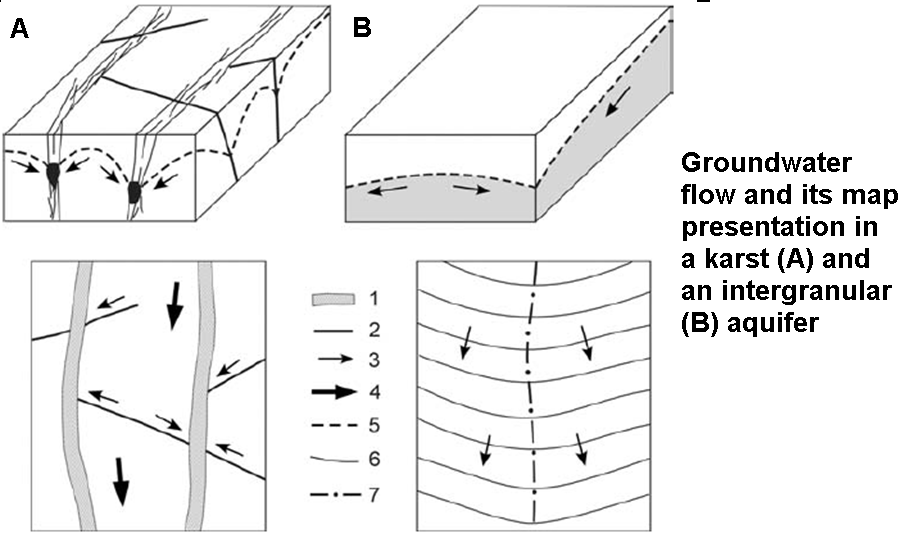 A
B
Groundwater
flow and its map
presentation in
a karst (A) and
an intergranular
(B) aquifer
1
2
3
4
5
6
7